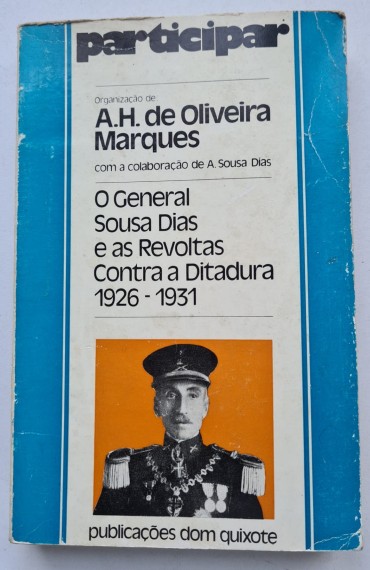 participar
Organização de
A.H. de Oliveira
Marques
com a colaboração de A. Sousa Dias
O General
Sousa Dias
e as Revoltas
Contra a Ditadura
1926 - 1931
publicações dom quixote